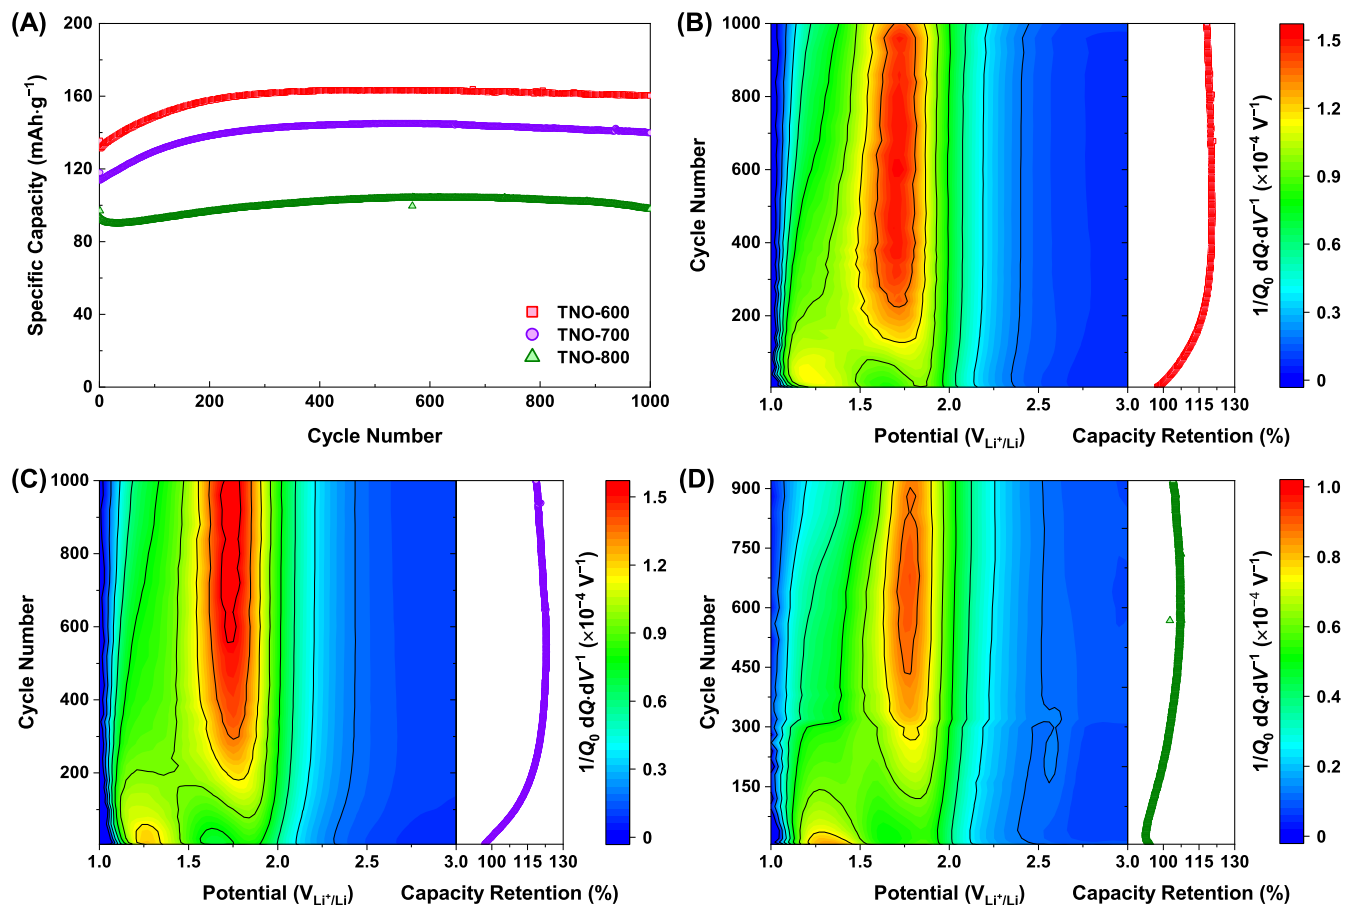 (A)
200
160
120
80
40
0
Specific Capacity (mAh·g⁻¹)
TNO-600
TNO-700
TNO-800
0 200 400 600 800 1000
Cycle Number
(B)
1000
800
600
400
200
Cycle Number
1.0 1.5 2.0 2.5 3.0
Potential (V_Li⁺/Li)
100 115 130
Capacity Retention (%)
1.5
1.2
0.9
0.6
0.3
0
1/Q₀ dQ·dV⁻¹ (×10⁻⁴ V⁻¹)
(C)
1000
800
600
400
200
Cycle Number
1.0 1.5 2.0 2.5 3.0
Potential (V_Li⁺/Li)
100 115 130
Capacity Retention (%)
1.5
1.2
0.9
0.6
0.3
0
1/Q₀ dQ·dV⁻¹ (×10⁻⁴ V⁻¹)
(D)
900
750
600
450
300
150
Cycle Number
1.0 1.5 2.0 2.5 3.0
Potential (V_Li⁺/Li)
100 115 130
Capacity Retention (%)
1.0
0.8
0.6
0.4
0.2
0
1/Q₀ dQ·dV⁻¹ (×10⁻⁴ V⁻¹)